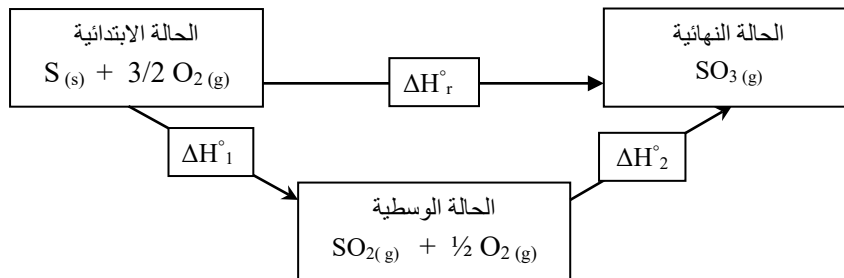 الحالة الابتدائية
S (s) + 3/2 O₂ (g)
ΔH°r
الحالة النهائية
SO₃ (g)
ΔH°₁
ΔH°₂
الحالة الوسطية
SO₂( g) + ½ O₂ (g)